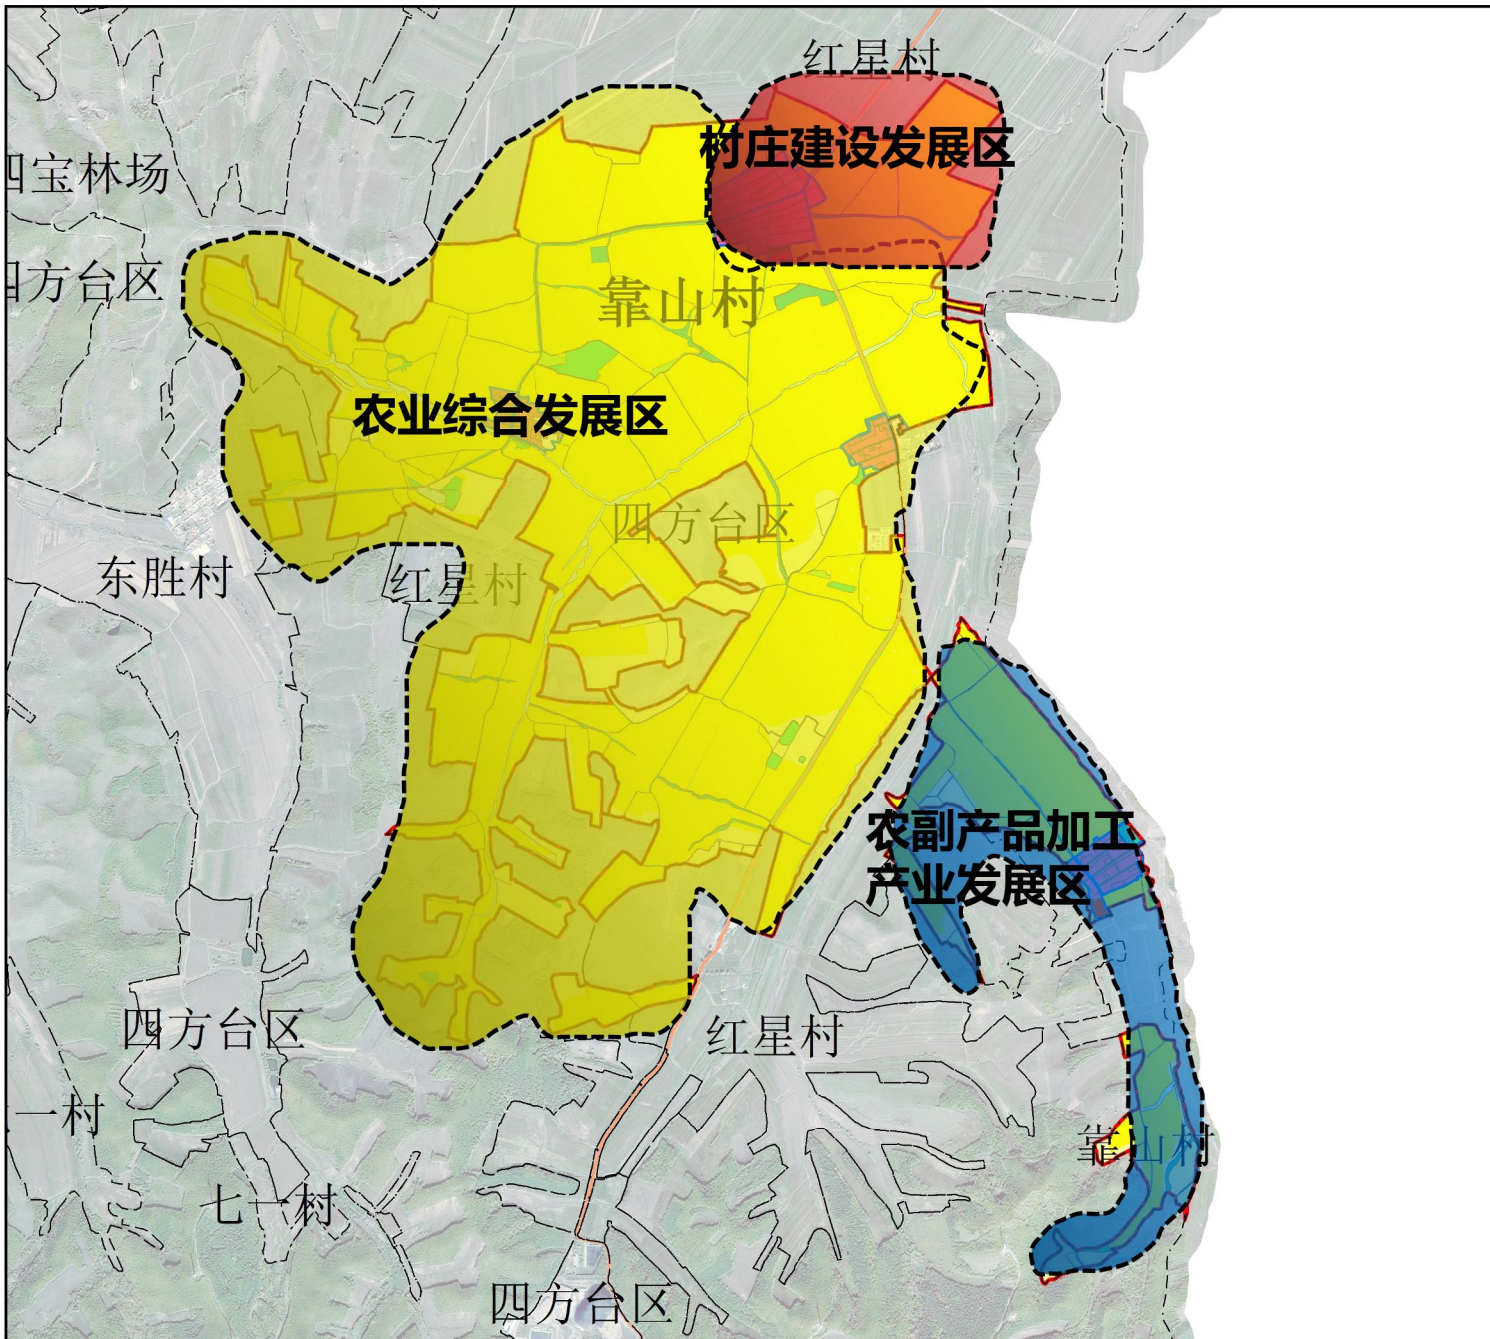 红星村
村庄建设发展区
四宝林场
四方台区
靠山村
农业综合发展区
四方台区
东胜村
红星村
农副产品加工
产业发展区
四方台区
红星村
一村
靠山村
七一村
四方台区